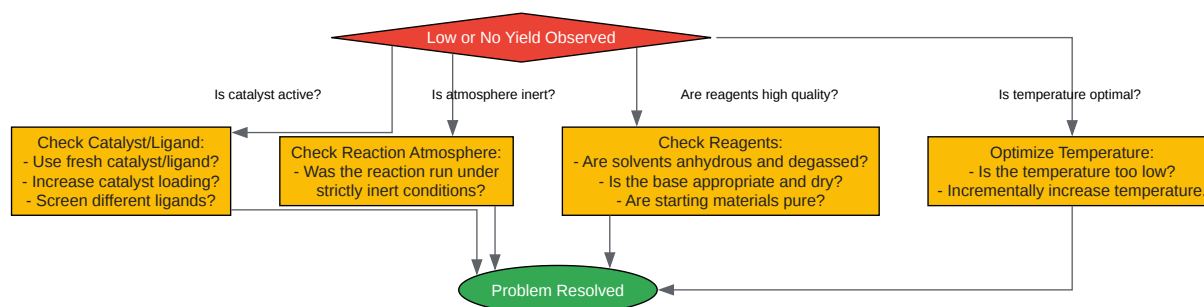 Low or No Yield Observed
Is catalyst active?
Is atmosphere inert?
Are reagents high quality?
Is temperature optimal?
Check Catalyst/Ligand:
- Use fresh catalyst/ligand?
- Increase catalyst loading?
- Screen different ligands?
Check Reaction Atmosphere:
- Was the reaction run under
strictly inert conditions?
Check Reagents:
- Are solvents anhydrous and degassed?
- Is the base appropriate and dry?
- Are starting materials pure?
Optimize Temperature:
- Is the temperature too low?
- Incrementally increase temperature.
Problem Resolved